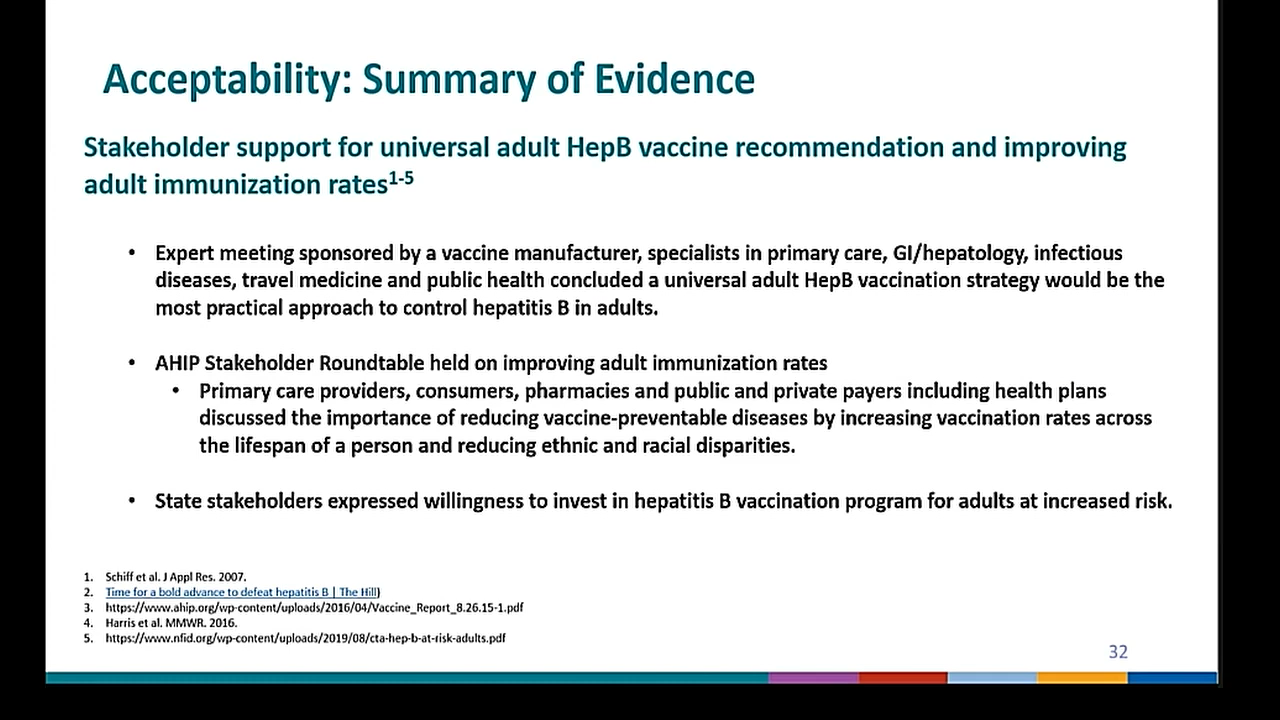 Acceptability: Summary of Evidence
Stakeholder support for universal adult HepB vaccine recommendation and improving
adult immunization rates1-5
• Expert meeting sponsored by a vaccine manufacturer, specialists in primary care, GI/hepatology, infectious
diseases, travel medicine and public health concluded a universal adult HepB vaccination strategy would be the
most practical approach to control hepatitis B in adults.
• AHIP Stakeholder Roundtable held on improving adult immunization rates
• Primary care providers, consumers, pharmacies and public and private payers including health plans
discussed the importance of reducing vaccine-preventable diseases by increasing vaccination rates across
the lifespan of a person and reducing ethnic and racial disparities.
• State stakeholders expressed willingness to invest in hepatitis B vaccination program for adults at increased risk.
1. Schiff et al. J Appl Res. 2007.
2. Time for a bold advance to defeat hepatitis B | The Hill)
3. https://www.ahip.org/wp-content/uploads/2016/04/Vaccine_Report_8.26.15-1.pdf
4. Harris et al. MMWR. 2016.
5. https://www.nfid.org/wp-content/uploads/2019/08/cta-hep-b-at-risk-adults.pdf
32